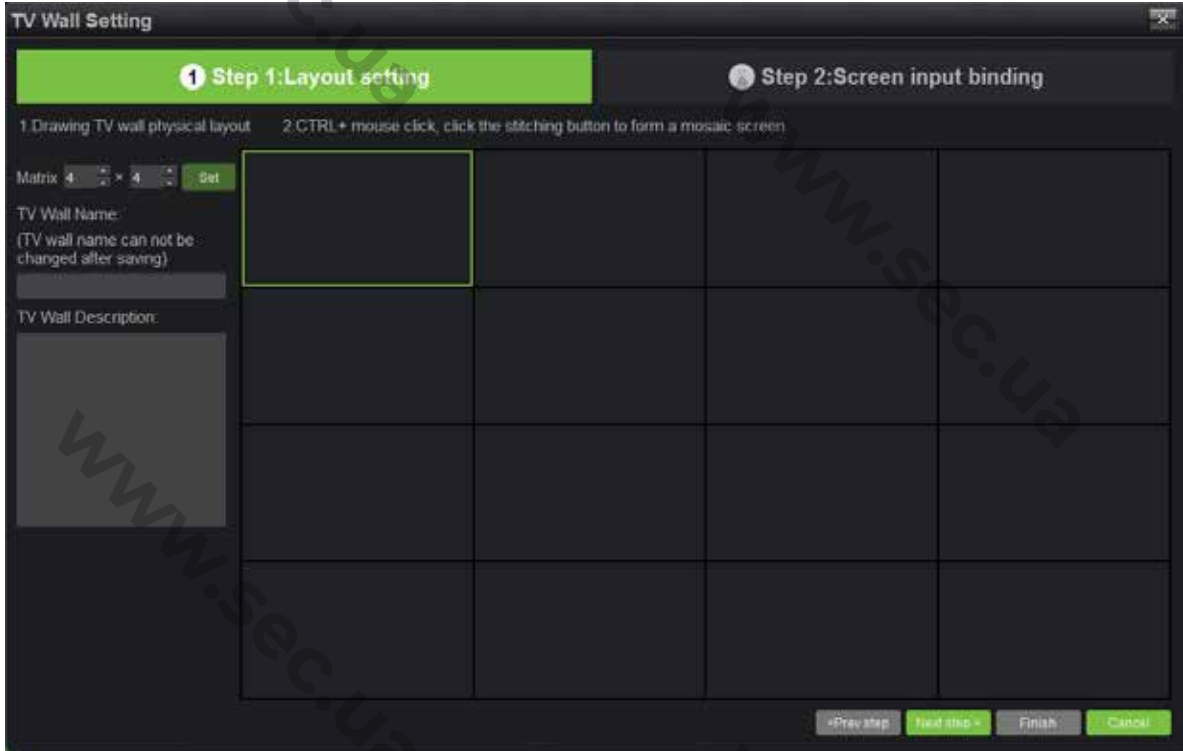 TV Wall Setting
1 Step 1:Layout setting
2 Step 2:Screen input binding
1.Drawing TV wall physical layout 2.CTRL+ mouse click, click the stitching button to form a mosaic screen
Matrix 4 × 4 Set
TV Wall Name:
(TV wall name can not be
changed after saving)
TV Wall Description:
<Prev step Next step > Finish Cancel
www.sec.ua
www.sec.ua
c.ua